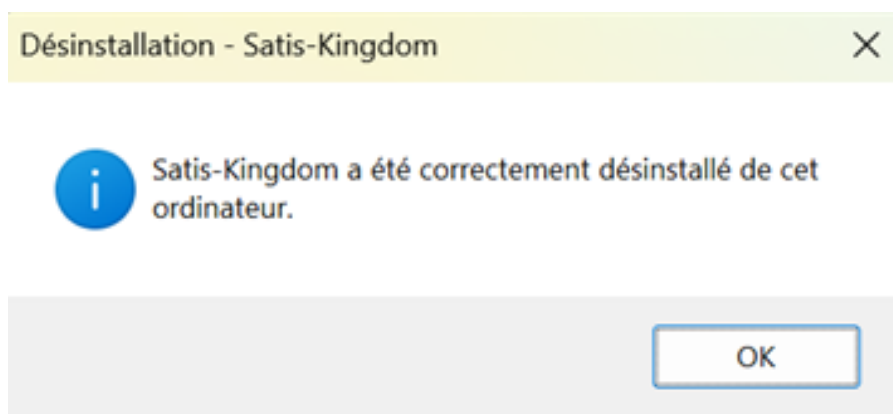 Désinstallation - Satis-Kingdom
Satis-Kingdom a été correctement désinstallé de cet
ordinateur.
OK